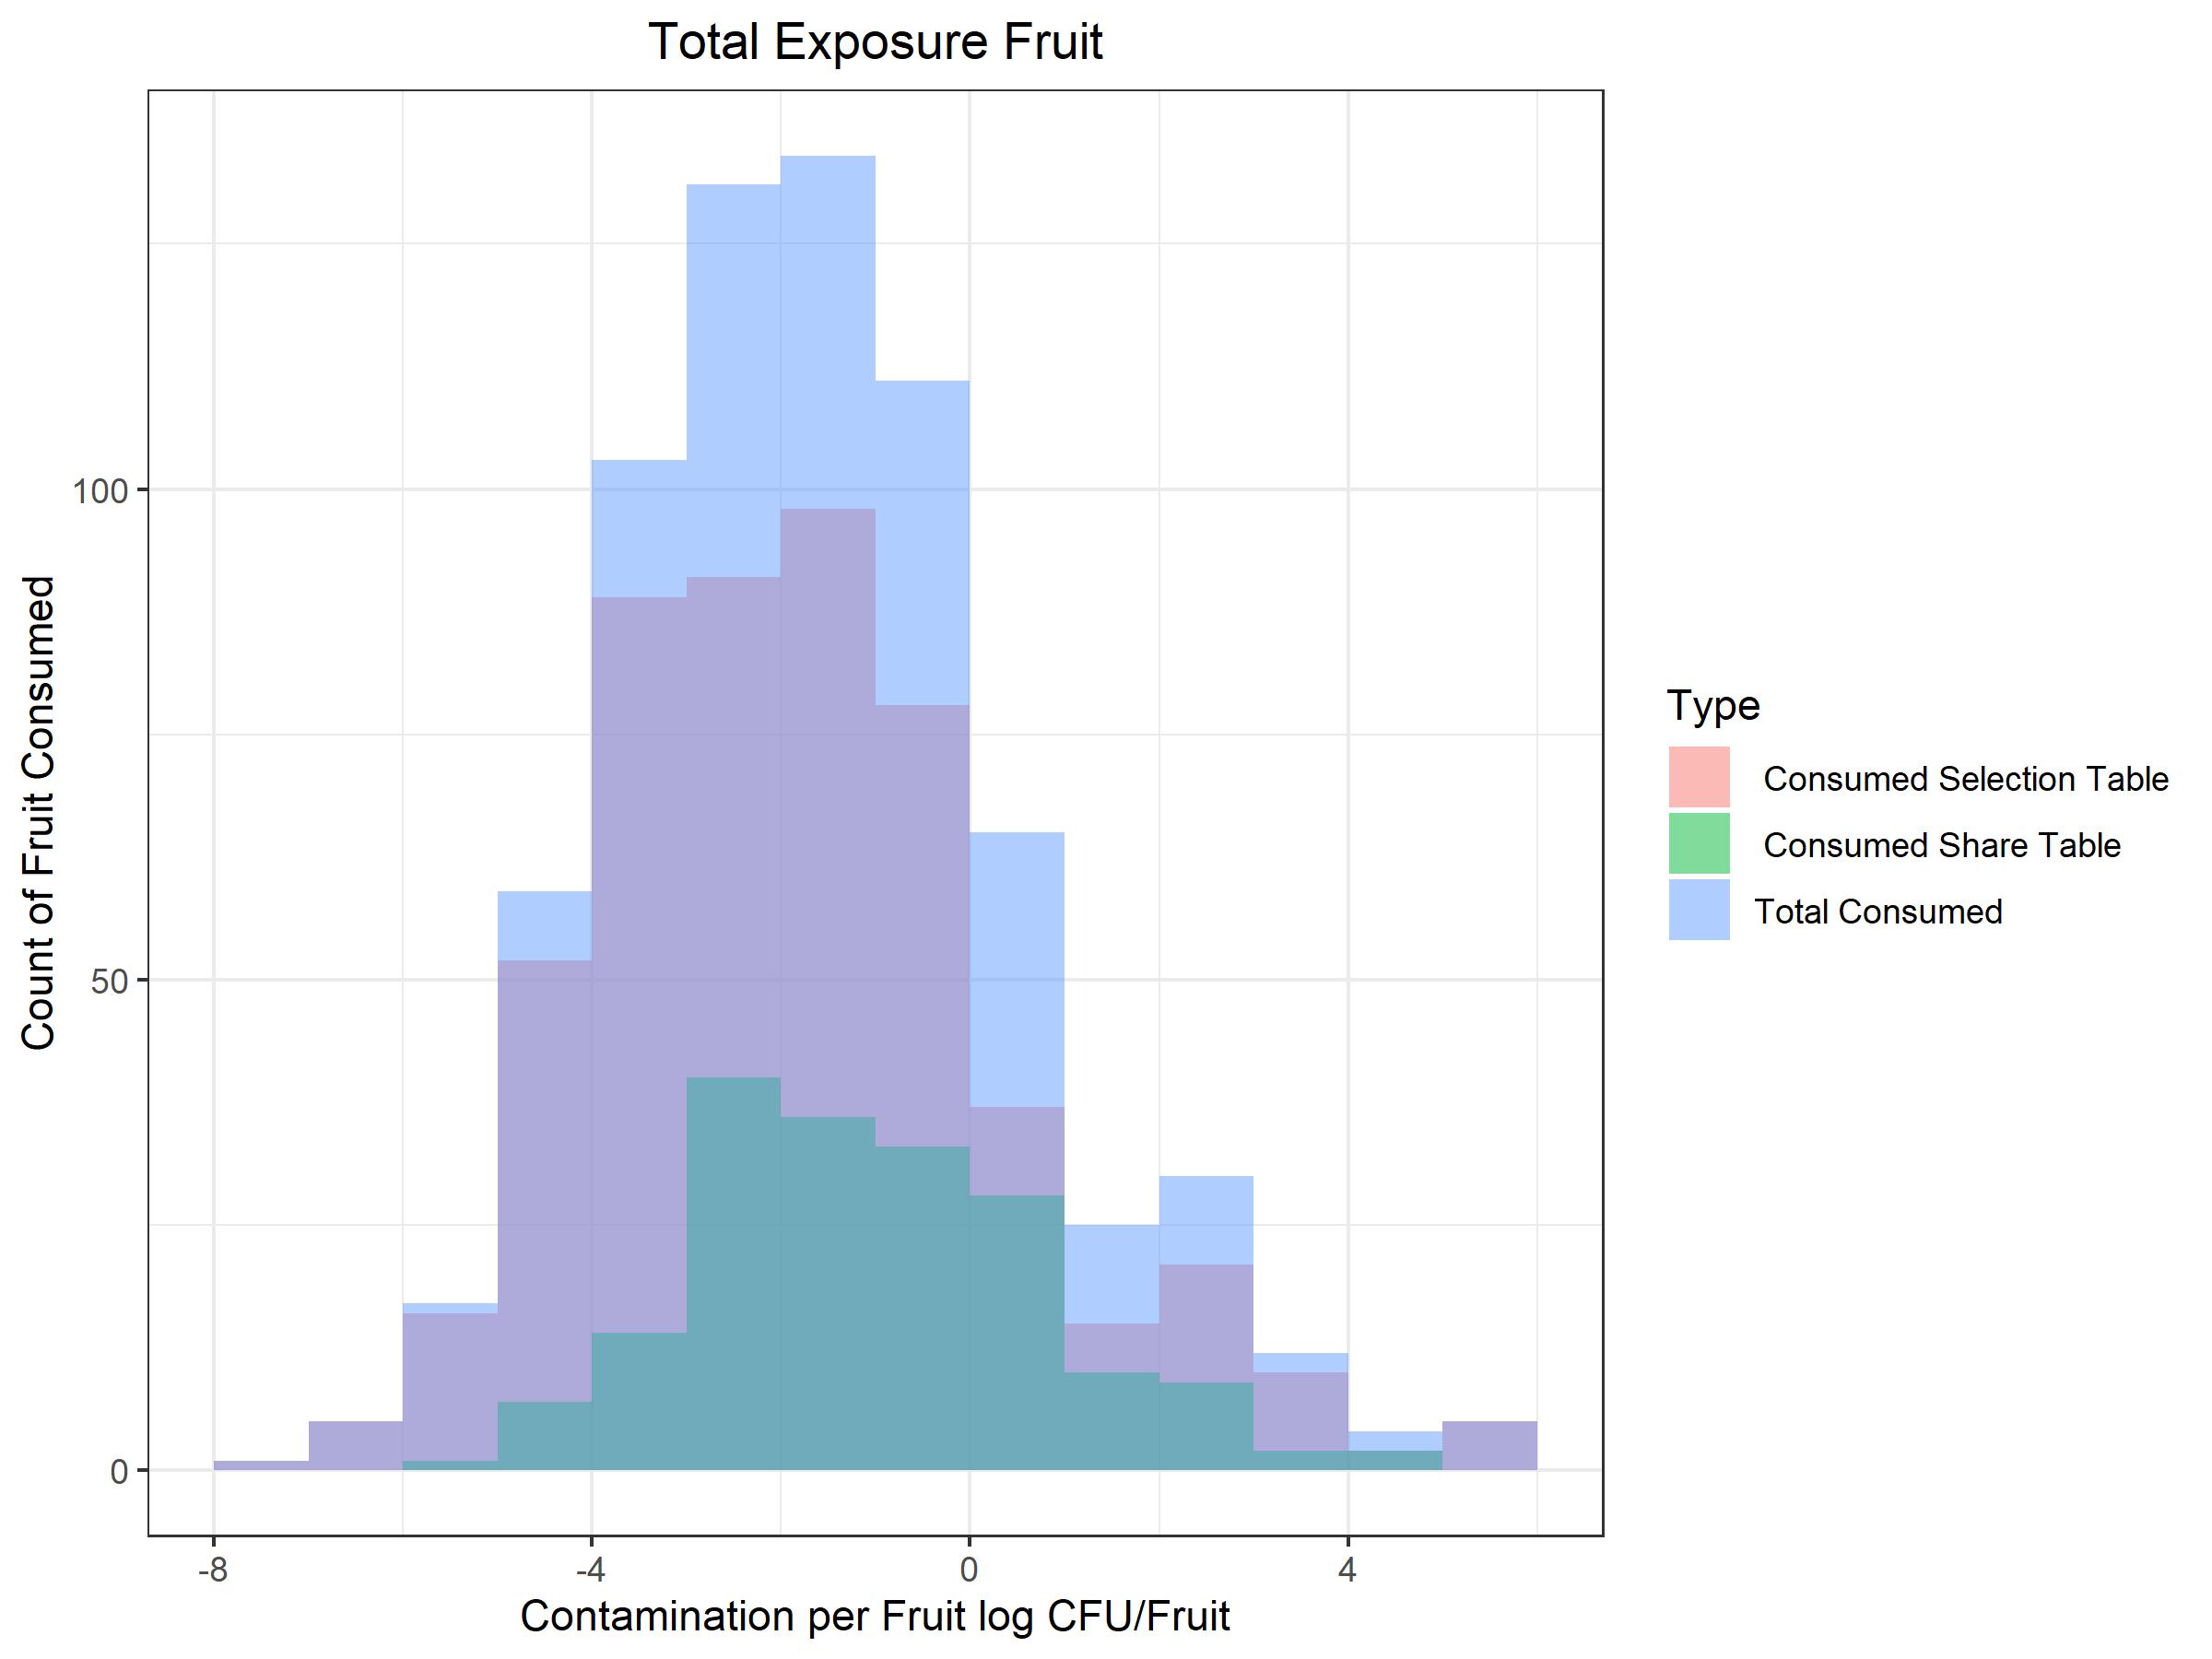 Total Exposure Fruit
Count of Fruit Consumed
100
50
0
-8
-4
0
4
Contamination per Fruit log CFU/Fruit
Type
Consumed Selection Table
Consumed Share Table
Total Consumed